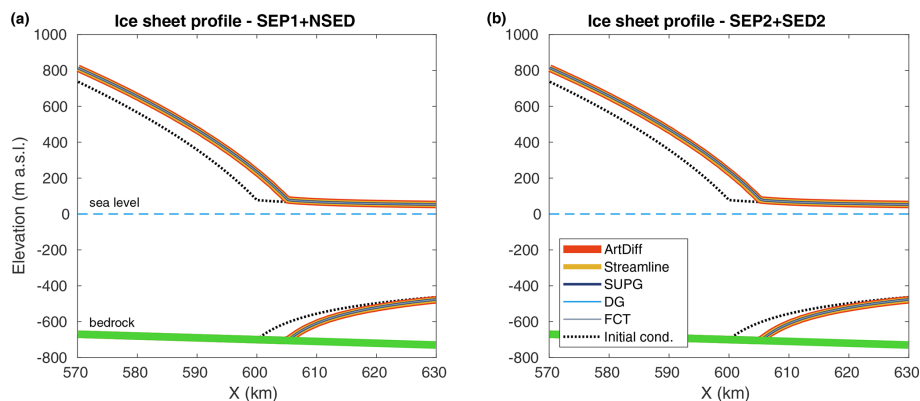 (a) Ice sheet profile - SEP1+NSED
1000
800
600
400
200
0
-200
-400
-600
-800
Elevation (m a.s.l.)
sea level
bedrock
570 580 590 600 610 620 630
X (km)
(b) Ice sheet profile - SEP2+SED2
1000
800
600
400
200
0
-200
-400
-600
-800
ArtDiff
Streamline
SUPG
DG
FCT
Initial cond.
570 580 590 600 610 620 630
X (km)